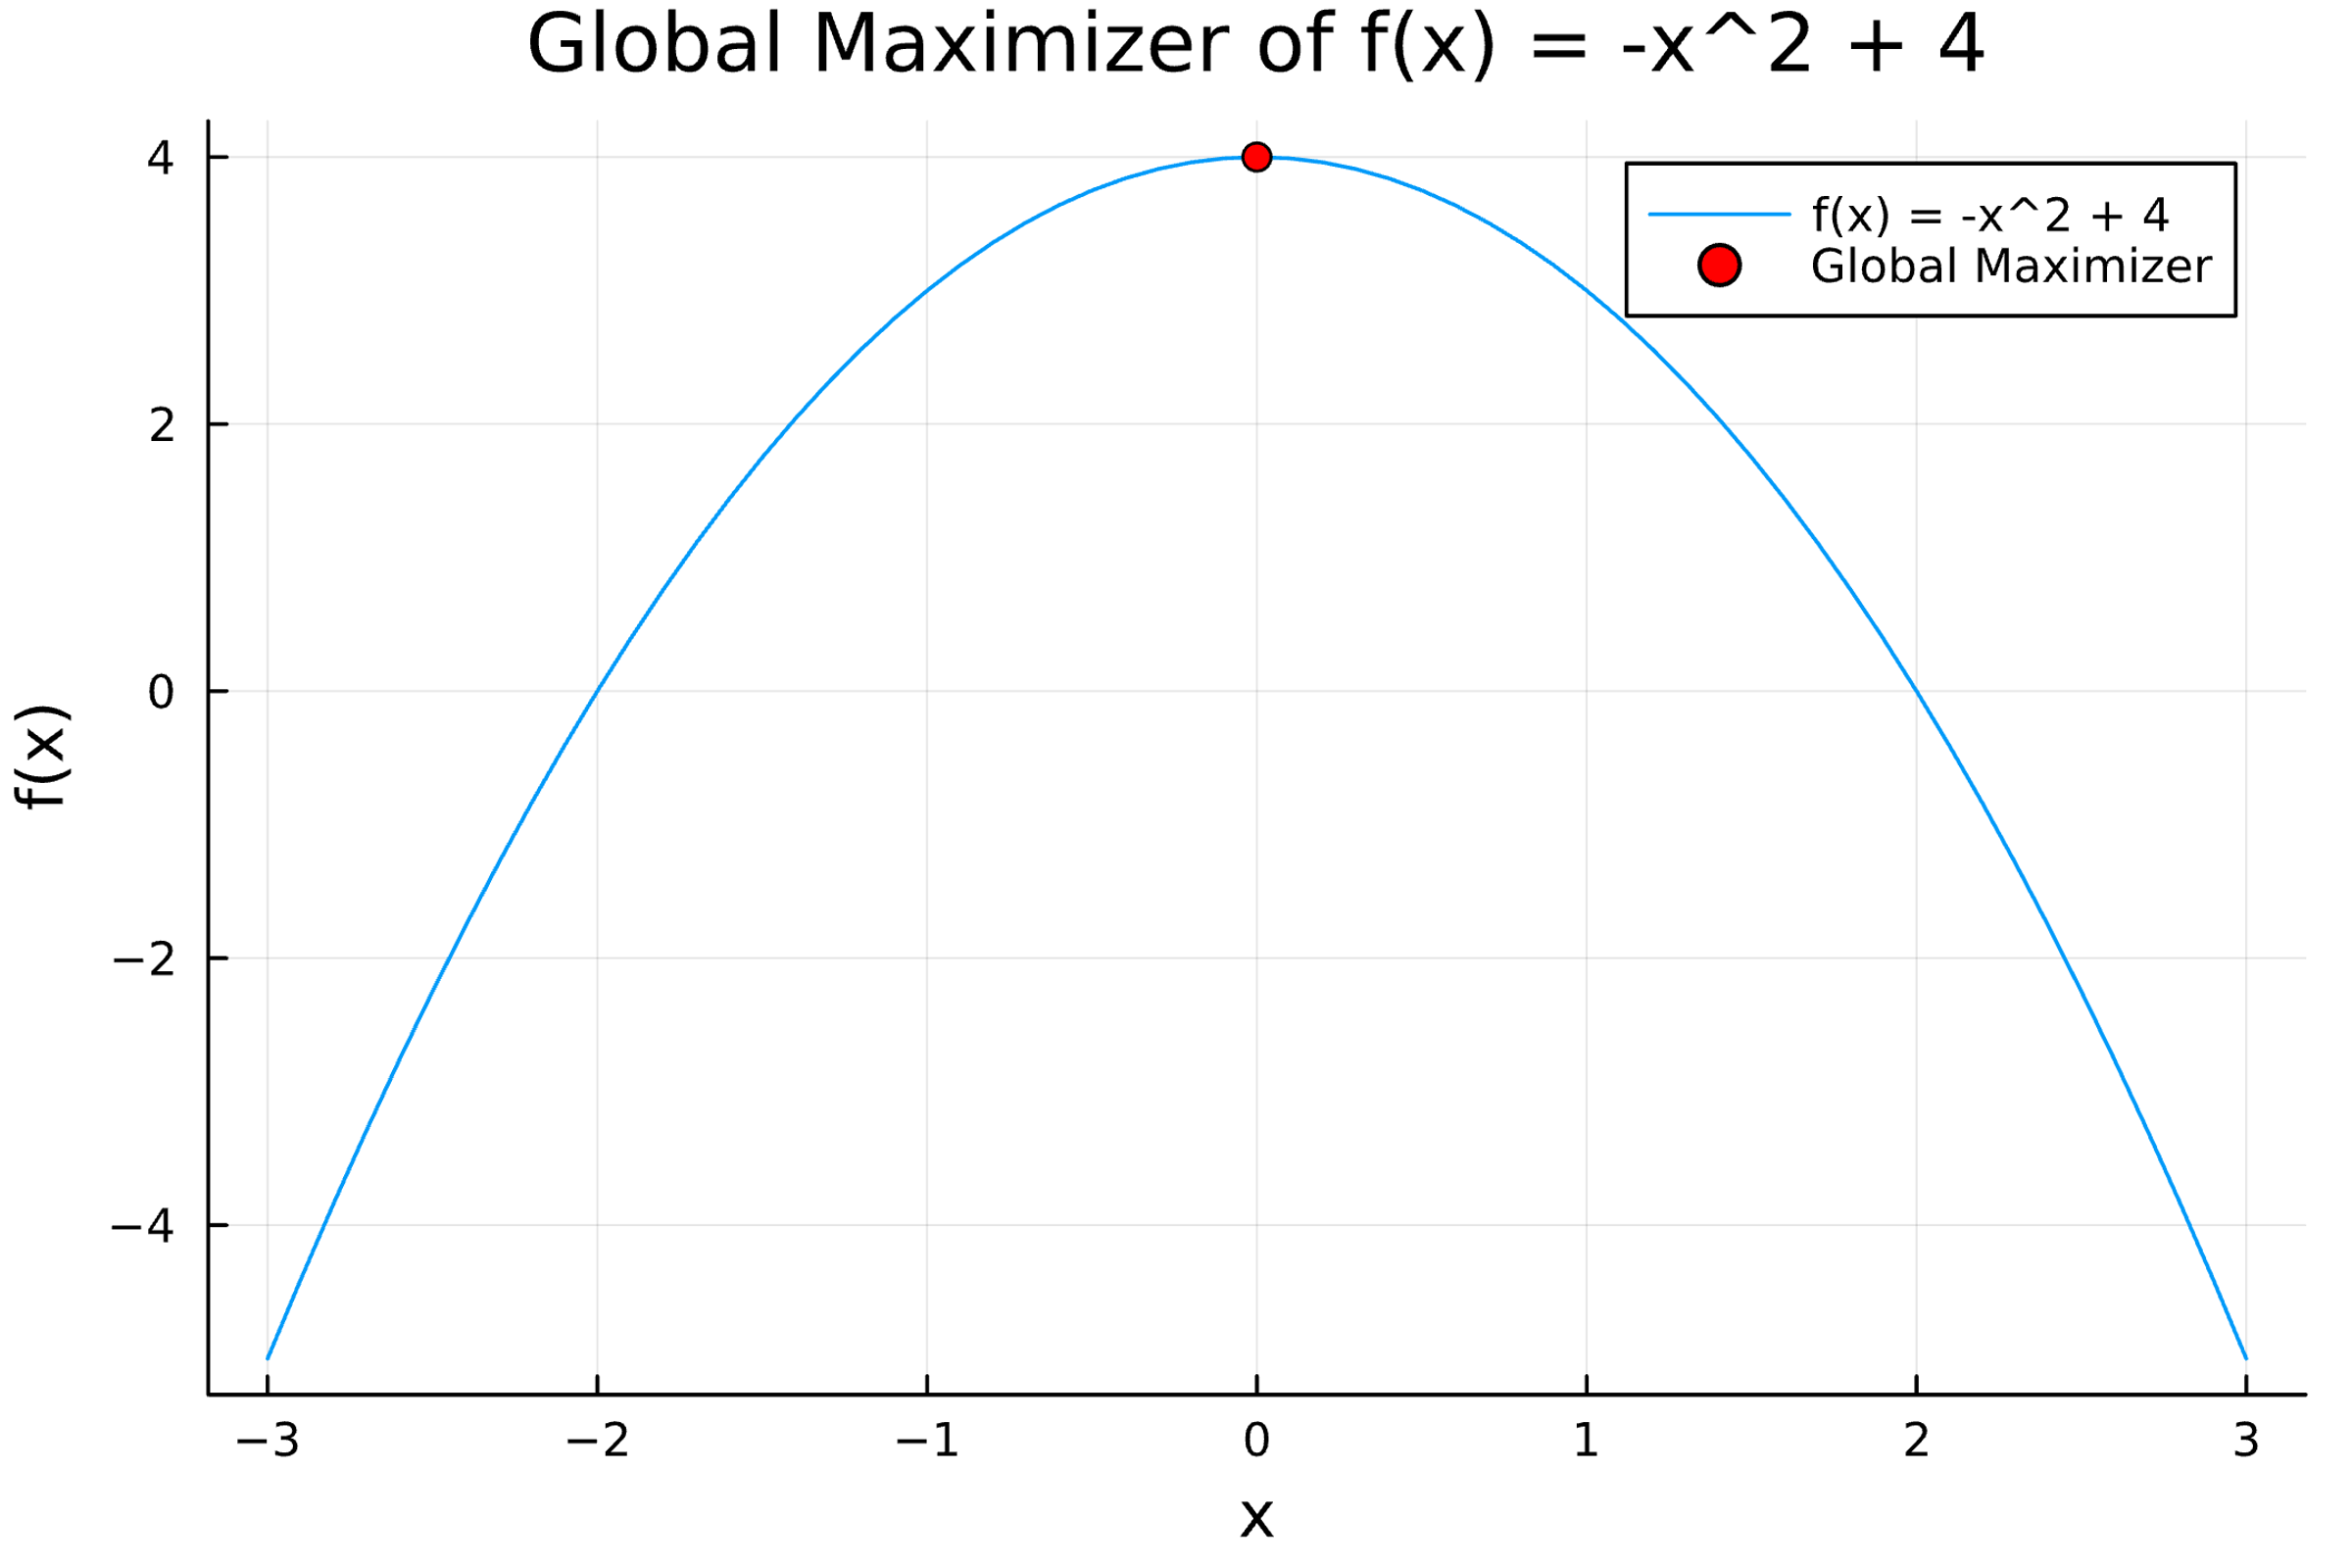 Global Maximizer of f(x) = -x^2 + 4
f(x) = -x^2 + 4
Global Maximizer
4
2
0
−2
−4
f(x)
−3 −2 −1 0 1 2 3
x